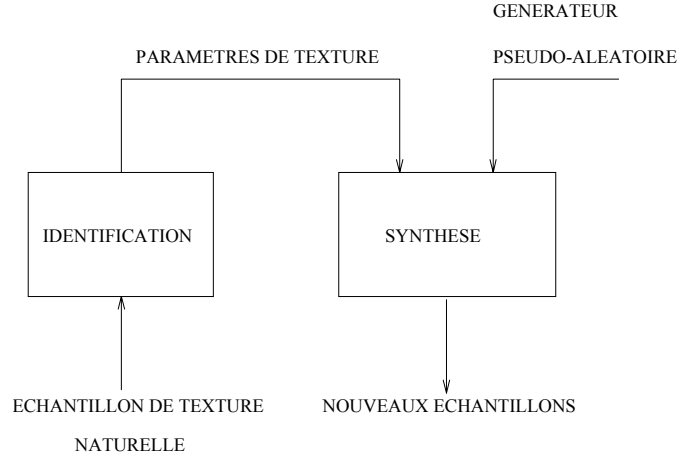 GENERATEUR
PARAMETRES DE TEXTURE
PSEUDO-ALEATOIRE
IDENTIFICATION
SYNTHESE
ECHANTILLON DE TEXTURE
NATURELLE
NOUVEAUX ECHANTILLONS